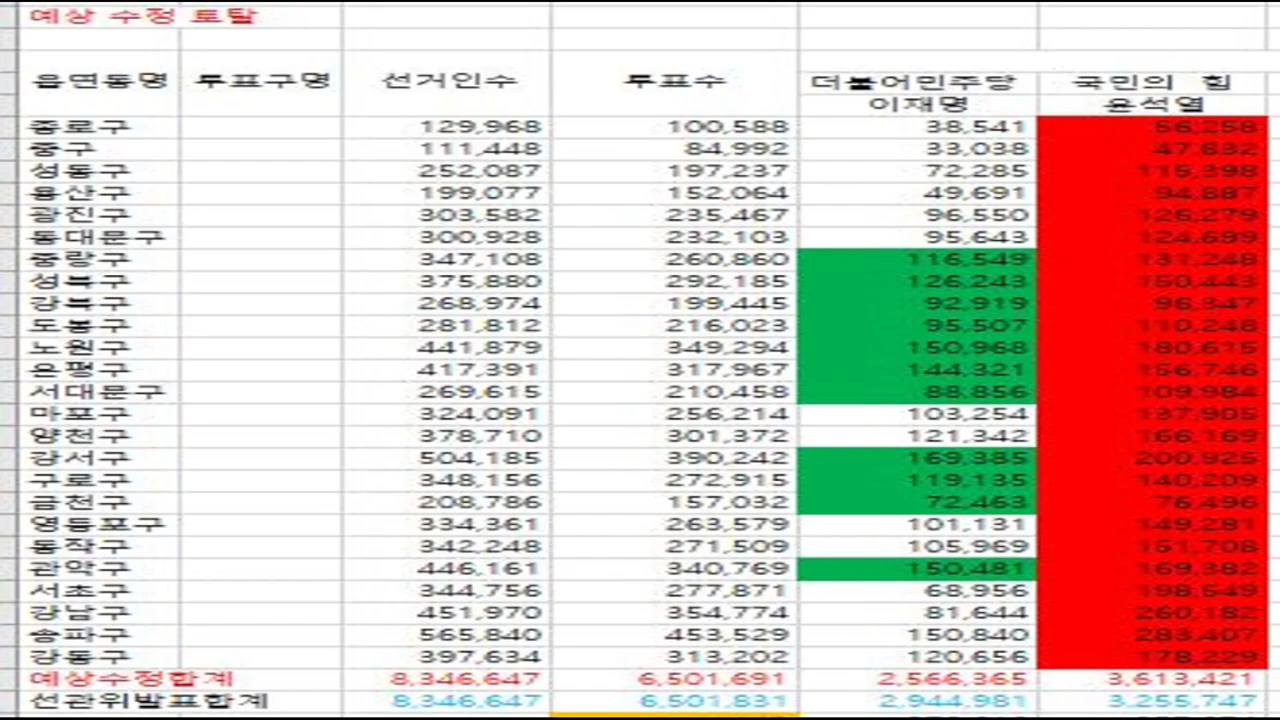 예상 수정 토탈
읍면동명 투표구명 선거인수 투표수 더불어민주당 국민의 힘
이재명 윤석열
종로구 129,968 100,588 38,541 56,258
중구 111,448 84,992 33,038 47,832
성동구 252,087 197,237 72,285 115,398
용산구 199,077 152,064 49,691 94,887
광진구 303,582 235,467 96,550 126,279
동대문구 300,928 232,103 95,643 124,699
중랑구 347,108 260,860 116,549 131,248
성북구 375,880 292,185 126,243 150,443
강북구 268,974 199,445 92,919 96,347
도봉구 281,812 216,023 95,507 110,248
노원구 441,879 349,294 150,968 180,615
은평구 417,391 317,967 144,321 156,746
서대문구 269,615 210,458 88,856 109,984
마포구 324,091 256,214 103,254 137,905
양천구 378,710 301,372 121,342 166,169
강서구 504,185 390,242 169,385 200,925
구로구 348,156 272,915 119,135 140,209
금천구 208,786 157,032 72,463 76,496
영등포구 334,361 263,579 101,131 149,281
동작구 342,248 271,509 105,969 151,708
관악구 446,161 340,769 150,481 169,382
서초구 344,756 277,871 68,956 198,549
강남구 451,970 354,774 81,644 260,182
송파구 565,840 453,529 150,840 283,407
강동구 397,634 313,202 120,656 178,229
예상수정합계 8,346,647 6,501,691 2,566,365 3,613,421
선관위발표합계 8,346,647 6,501,831 2,944,981 3,255,747